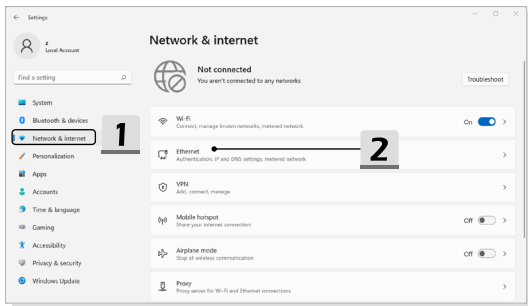 Settings
z
Local Account
Find a setting
System
Bluetooth & devices
Network & internet
Personalization
Apps
Accounts
Time & language
Gaming
Accessibility
Privacy & security
Windows Update
1
Network & internet
Not connected
You aren't connected to any networks
Troubleshoot
Wi-Fi
Connect, manage known networks, metered network
On
Ethernet
Authentication, IP and DNS settings, metered network
2
VPN
Add, connect, manage
Mobile hotspot
Share your internet connection
Off
Airplane mode
Stop all wireless communication
Off
Proxy
Proxy server for Wi-Fi and Ethernet connections